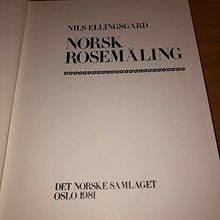 NILS ELLINGSGARD
NORSK
ROSEMÅLING
DET NORSKE SAMLAGET
OSLO 1981